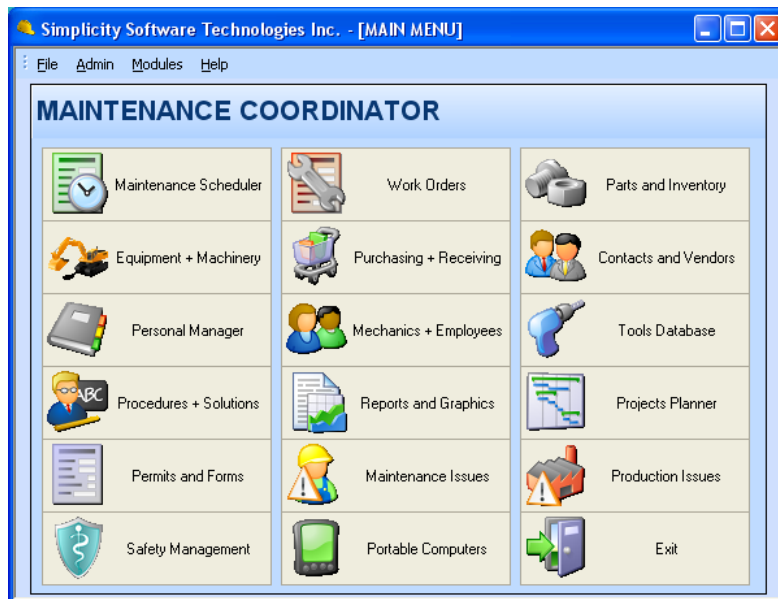 Simplicity Software Technologies Inc. - [MAIN MENU]
File Admin Modules Help
MAINTENANCE COORDINATOR
Maintenance Scheduler Work Orders Parts and Inventory
Equipment + Machinery Purchasing + Receiving Contacts and Vendors
Personal Manager Mechanics + Employees Tools Database
ABC Procedures + Solutions Reports and Graphics Projects Planner
Permits and Forms Maintenance Issues Production Issues
Safety Management Portable Computers Exit